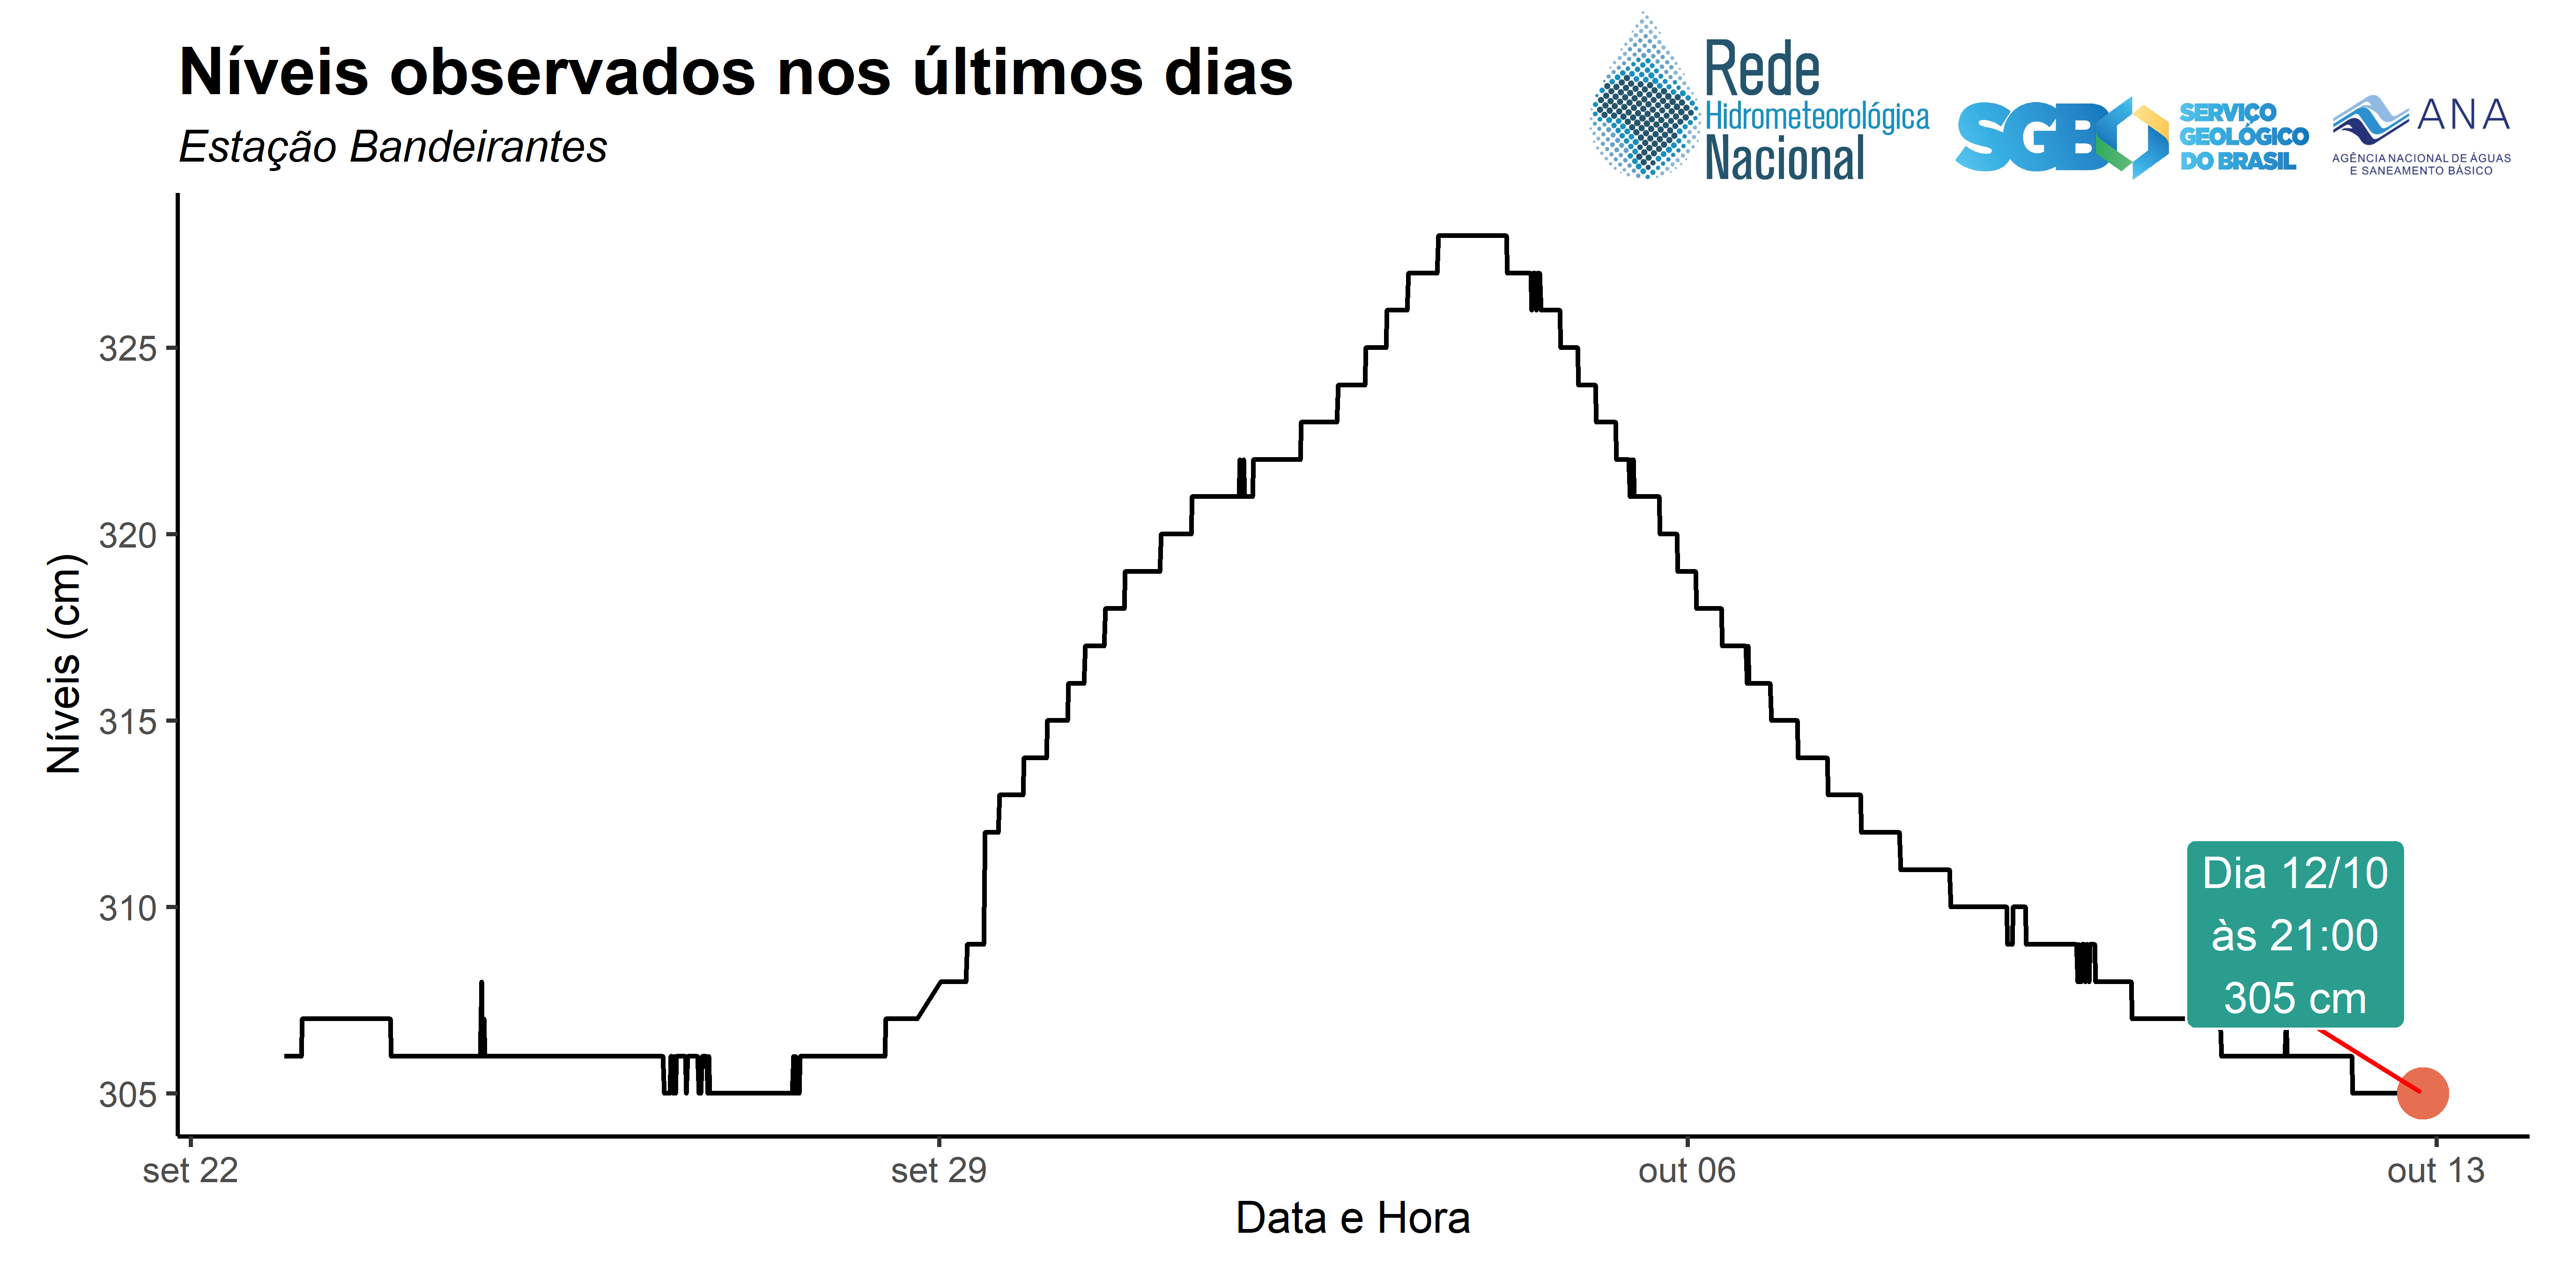 Níveis observados nos últimos dias
Estação Bandeirantes
Rede
Hidrometeorológica
Nacional
SGB
SERVIÇO
GEOLÓGICO
DO BRASIL
ANA
AGÊNCIA NACIONAL DE ÁGUAS
E SANEAMENTO BÁSICO
Níveis (cm)
325
320
315
310
305
Dia 12/10
às 21:00
305 cm
set 22
set 29
out 06
out 13
Data e Hora